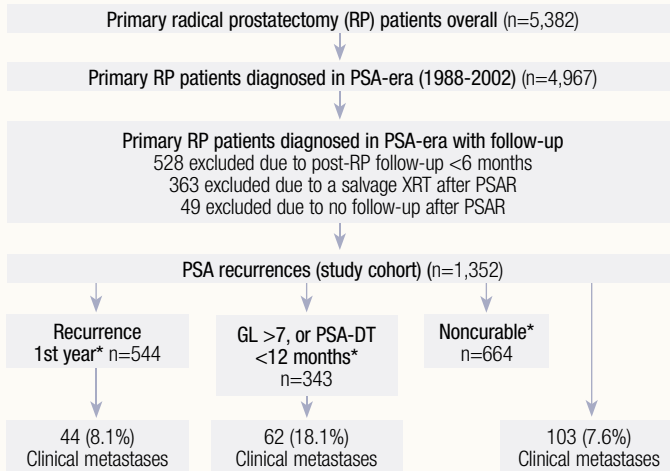 Primary radical prostatectomy (RP) patients overall (n=5,382)
Primary RP patients diagnosed in PSA-era (1988-2002) (n=4,967)
Primary RP patients diagnosed in PSA-era with follow-up
528 excluded due to post-RP follow-up <6 months
363 excluded due to a salvage XRT after PSAR
49 excluded due to no follow-up after PSAR
PSA recurrences (study cohort) (n=1,352)
Recurrence
1st year* n=544
GL >7, or PSA-DT
<12 months*
n=343
Noncurable*
n=664
44 (8.1%)
Clinical metastases
62 (18.1%)
Clinical metastases
103 (7.6%)
Clinical metastases